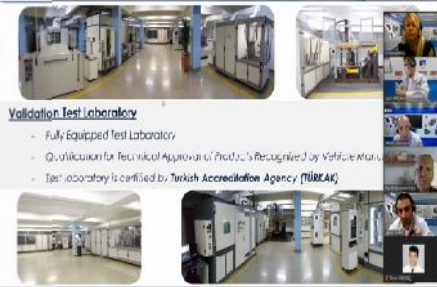 Validation Test Laboratory
- Fully Equipped Test Laboratory
- Qualification for Technical Approval of Products Recognized by Vehicle Manu
- Test laboratory is certified by Turkish Accreditation Agency (TÜRKAK)